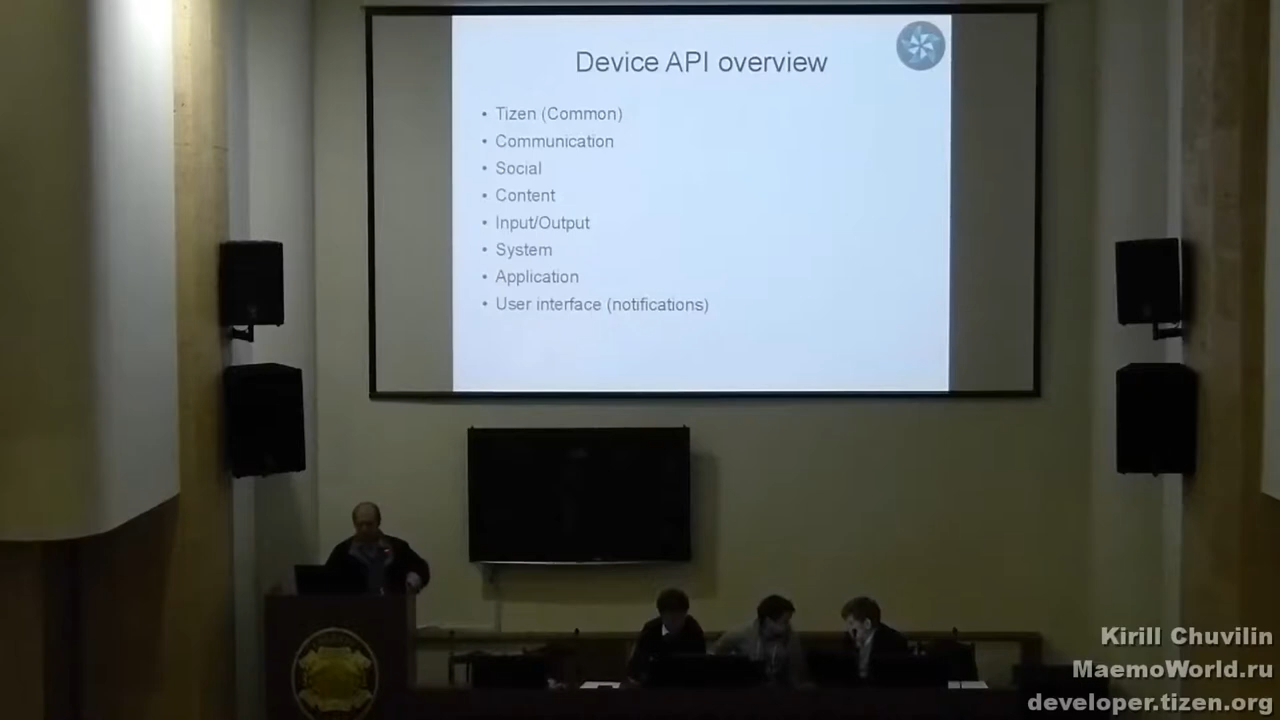 Device API overview
• Tizen (Common)
• Communication
• Social
• Content
• Input/Output
• System
• Application
• User interface (notifications)
Kirill Chuvilin
MaemoWorld.ru
developer.tizen.org